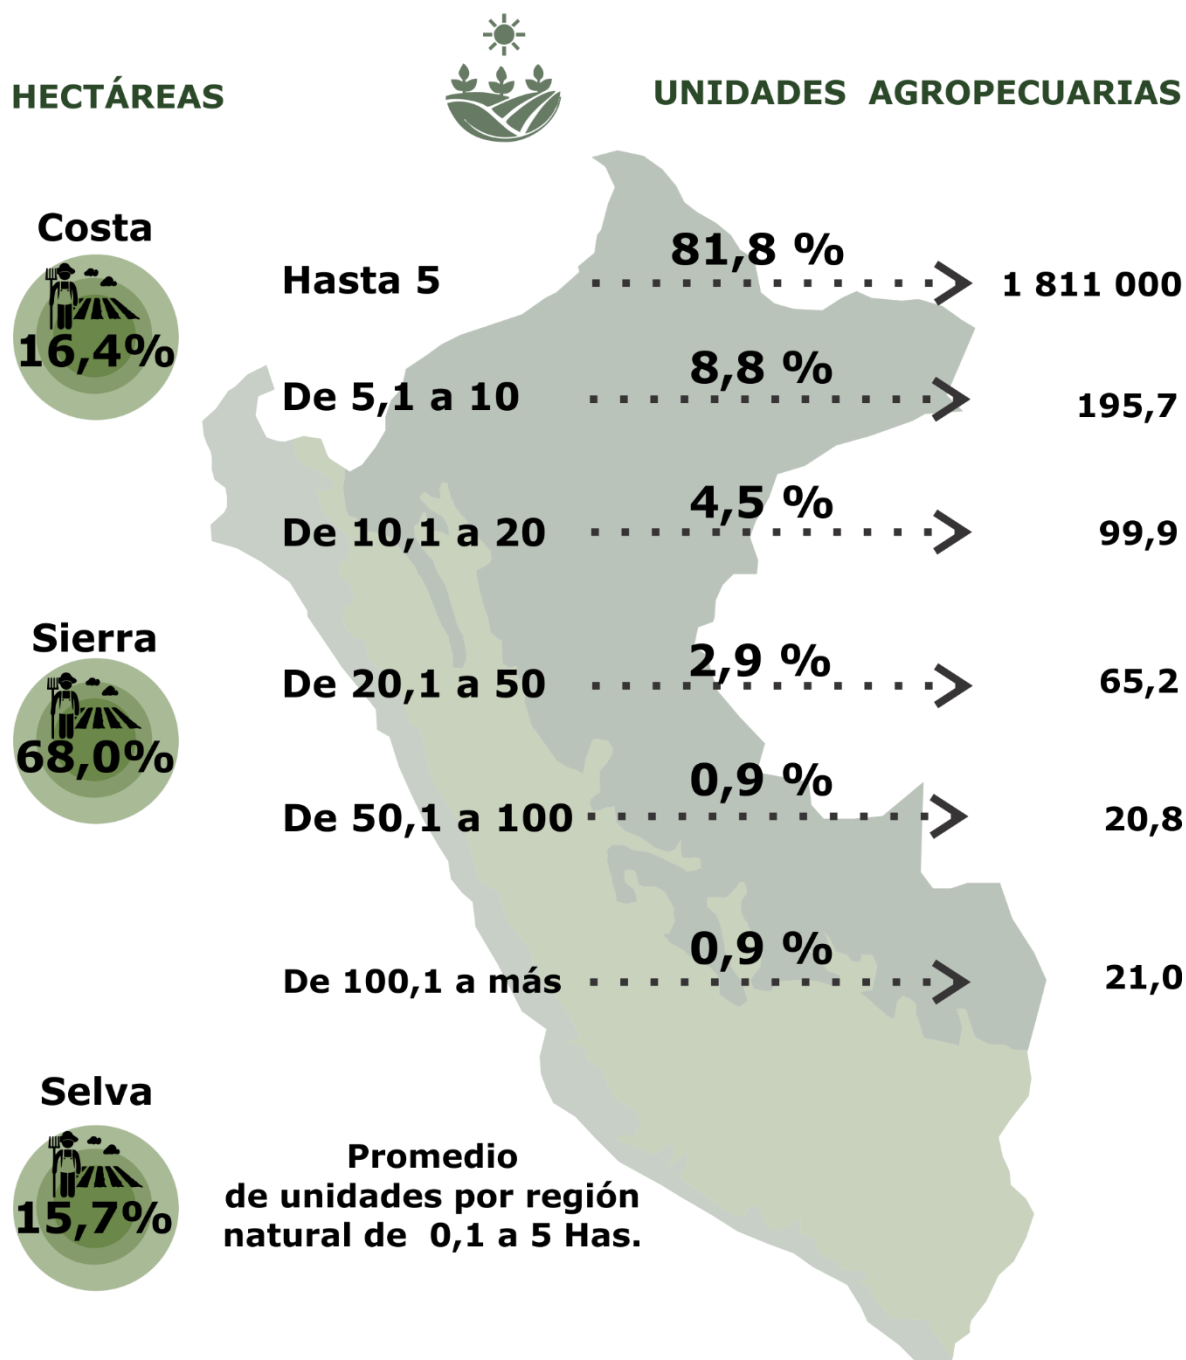 HECTÁREAS
UNIDADES AGROPECUARIAS
Costa
16,4%
Hasta 5
81,8 %
1 811 000
De 5,1 a 10
8,8 %
195,7
De 10,1 a 20
4,5 %
99,9
Sierra
68,0%
De 20,1 a 50
2,9 %
65,2
De 50,1 a 100
0,9 %
20,8
De 100,1 a más
0,9 %
21,0
Selva
15,7%
Promedio
de unidades por región
natural de 0,1 a 5 Has.